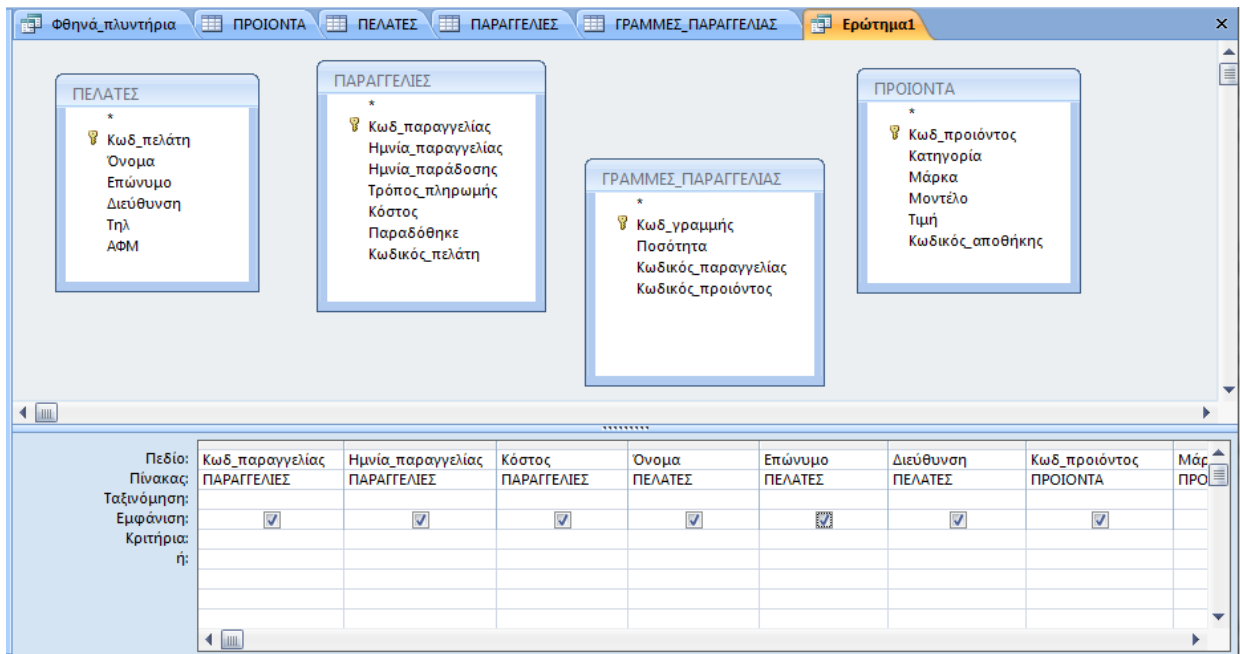 Φθηνά_πλυντήρια ΠΡΟΙΟΝΤΑ ΠΕΛΑΤΕΣ ΠΑΡΑΓΓΕΛΙΕΣ ΓΡΑΜΜΕΣ_ΠΑΡΑΓΓΕΛΙΑΣ Ερώτημα1
ΠΕΛΑΤΕΣ
*
Κωδ_πελάτη
Όνομα
Επώνυμο
Διεύθυνση
Τηλ
ΑΦΜ
ΠΑΡΑΓΓΕΛΙΕΣ
*
Κωδ_παραγγελίας
Ημνία_παραγγελίας
Ημνία_παράδοσης
Τρόπος_πληρωμής
Κόστος
Παραδόθηκε
Κωδικός_πελάτη
ΓΡΑΜΜΕΣ_ΠΑΡΑΓΓΕΛΙΑΣ
*
Κωδ_γραμμής
Ποσότητα
Κωδικός_παραγγελίας
Κωδικός_προιόντος
ΠΡΟΙΟΝΤΑ
*
Κωδ_προιόντος
Κατηγορία
Μάρκα
Μοντέλο
Τιμή
Κωδικός_αποθήκης
Πεδίο: Κωδ_παραγγελίας Ημνία_παραγγελίας Κόστος Όνομα Επώνυμο Διεύθυνση Κωδ_προιόντος Μάρ
Πίνακας: ΠΑΡΑΓΓΕΛΙΕΣ ΠΑΡΑΓΓΕΛΙΕΣ ΠΑΡΑΓΓΕΛΙΕΣ ΠΕΛΑΤΕΣ ΠΕΛΑΤΕΣ ΠΕΛΑΤΕΣ ΠΡΟΙΟΝΤΑ ΠΡΟ
Ταξινόμηση:
Εμφάνιση:
Κριτήρια:
ή: